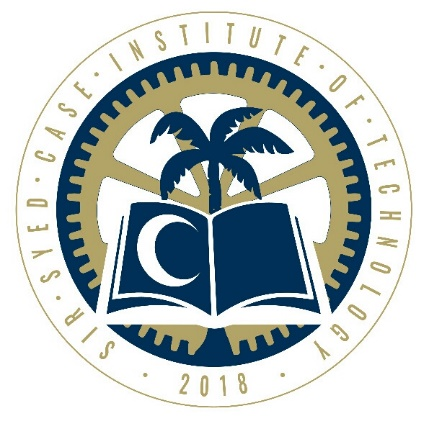 SIR·SYED·CASE·INSTITUTE·OF·TECHNOLOGY
· 2018 ·